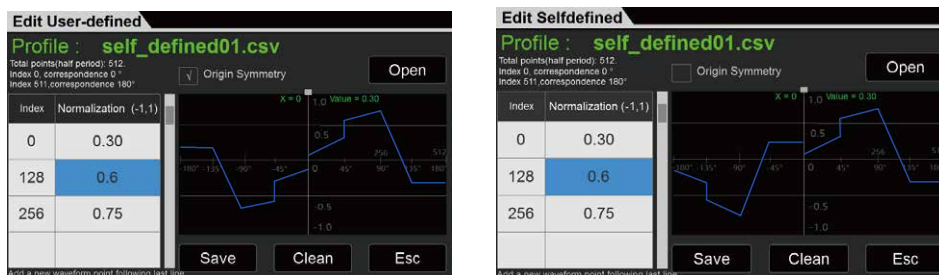 Edit User-defined
Profile : self_defined01.csv
Total points(half period): 512.
Index 0, correspondence 0 °
Index 511,correspondence 180°
√ Origin Symmetry
Open
Index Normalization (-1,1)
0 0.30
128 0.6
256 0.75
X = 0 1.0 Value = 0.30
0.5
256 512
-180° -135° -90° -45° 0 45° 90° 135° 180
-0.5
-1.0
Save Clean Esc
Add a new waveform point following last line
Edit Selfdefined
Profile : self_defined01.csv
Total points(half period): 512.
Index 0, correspondence 0 °
Index 511,correspondence 180°
Origin Symmetry
Open
Index Normalization (-1,1)
0 0.30
128 0.6
256 0.75
X = 0 1.0 Value = 0.30
0.5
256 51
-180° -135° -90° -45° 0 45° 90° 135° 18
-0.5
-1.0
Save Clean Esc
Add a new waveform point following last line